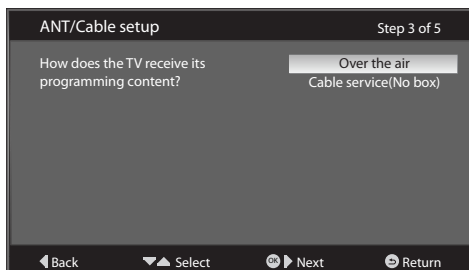 ANT/Cable setup Step 3 of 5
How does the TV receive its Over the air
programming content? Cable service(No box)
Back Select OK Next Return